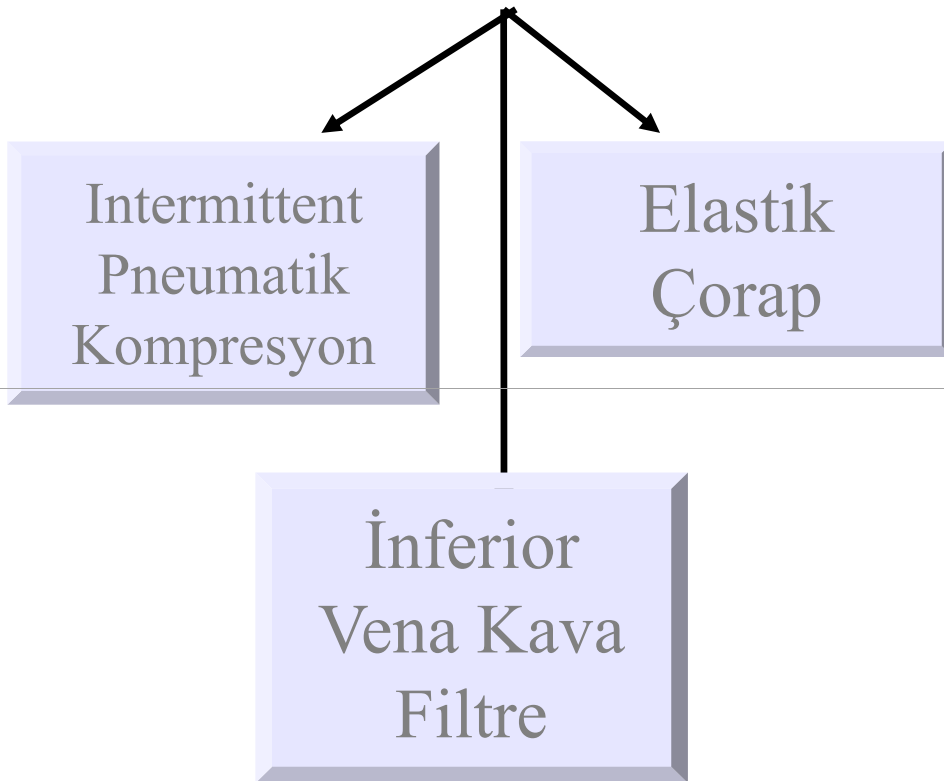 Intermittent
Pneumatik
Kompresyon
Elastik
Çorap
İnferior
Vena Kava
Filtre